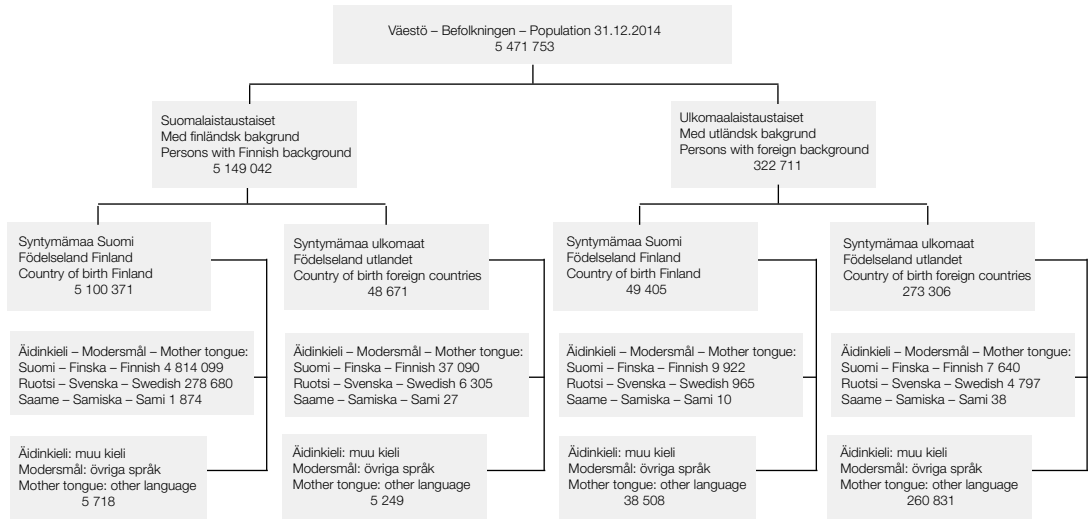 Väestö – Befolkningen – Population 31.12.2014
5 471 753
Suomalaistaustaiset
Med finländsk bakgrund
Persons with Finnish background
5 149 042
Ulkomaalaistaustaiset
Med utländsk bakgrund
Persons with foreign background
322 711
Syntymämaa Suomi
Födelseland Finland
Country of birth Finland
5 100 371
Syntymämaa ulkomaat
Födelseland utlandet
Country of birth foreign countries
48 671
Syntymämaa Suomi
Födelseland Finland
Country of birth Finland
49 405
Syntymämaa ulkomaat
Födelseland utlandet
Country of birth foreign countries
273 306
Äidinkieli – Modersmål – Mother tongue:
Suomi – Finska – Finnish 4 814 099
Ruotsi – Svenska – Swedish 278 680
Saame – Samiska – Sami 1 874
Äidinkieli – Modersmål – Mother tongue:
Suomi – Finska – Finnish 37 090
Ruotsi – Svenska – Swedish 6 305
Saame – Samiska – Sami 27
Äidinkieli – Modersmål – Mother tongue:
Suomi – Finska – Finnish 9 922
Ruotsi – Svenska – Swedish 965
Saame – Samiska – Sami 10
Äidinkieli – Modersmål – Mother tongue:
Suomi – Finska – Finnish 7 640
Ruotsi – Svenska – Swedish 4 797
Saame – Samiska – Sami 38
Äidinkieli: muu kieli
Modersmål: övriga språk
Mother tongue: other language
5 718
Äidinkieli: muu kieli
Modersmål: övriga språk
Mother tongue: other language
5 249
Äidinkieli: muu kieli
Modersmål: övriga språk
Mother tongue: other language
38 508
Äidinkieli: muu kieli
Modersmål: övriga språk
Mother tongue: other language
260 831